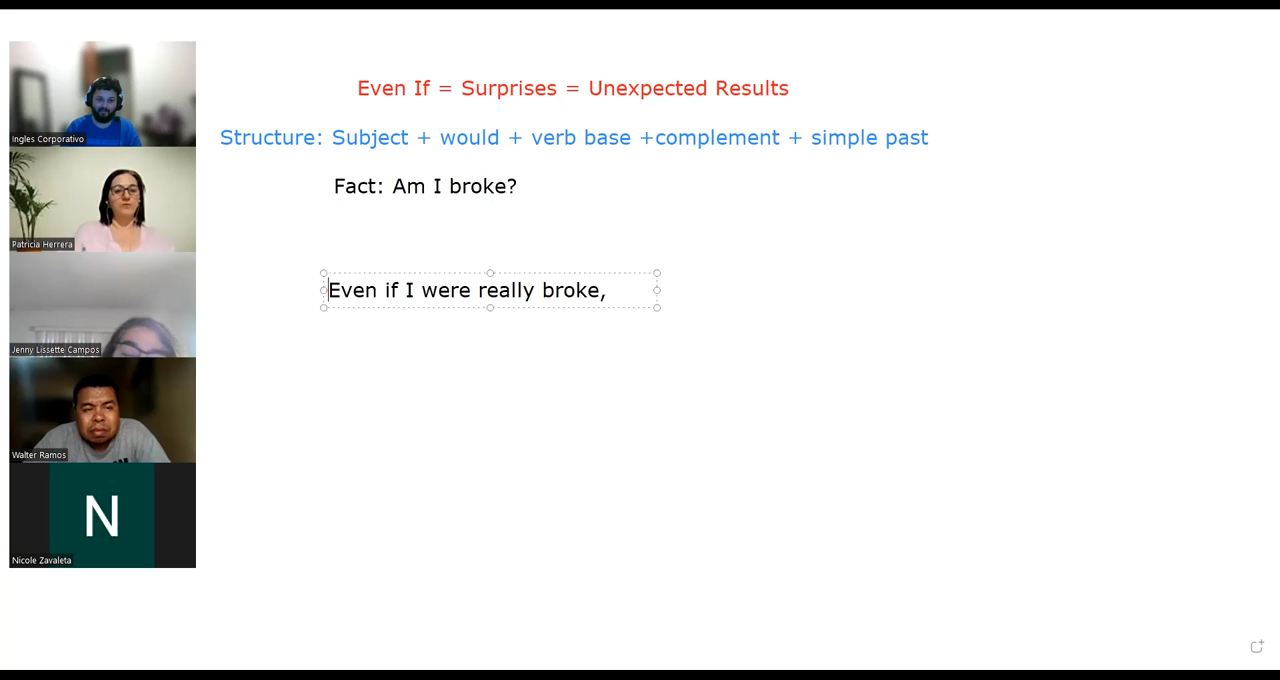 Even If = Surprises = Unexpected Results
Structure: Subject + would + verb base +complement + simple past
Fact: Am I broke?
Even if I were really broke,
Ingles Corporativo
Patricia Herrera
Jenny Lissette Campos
Walter Ramos
N
Nicole Zavaleta